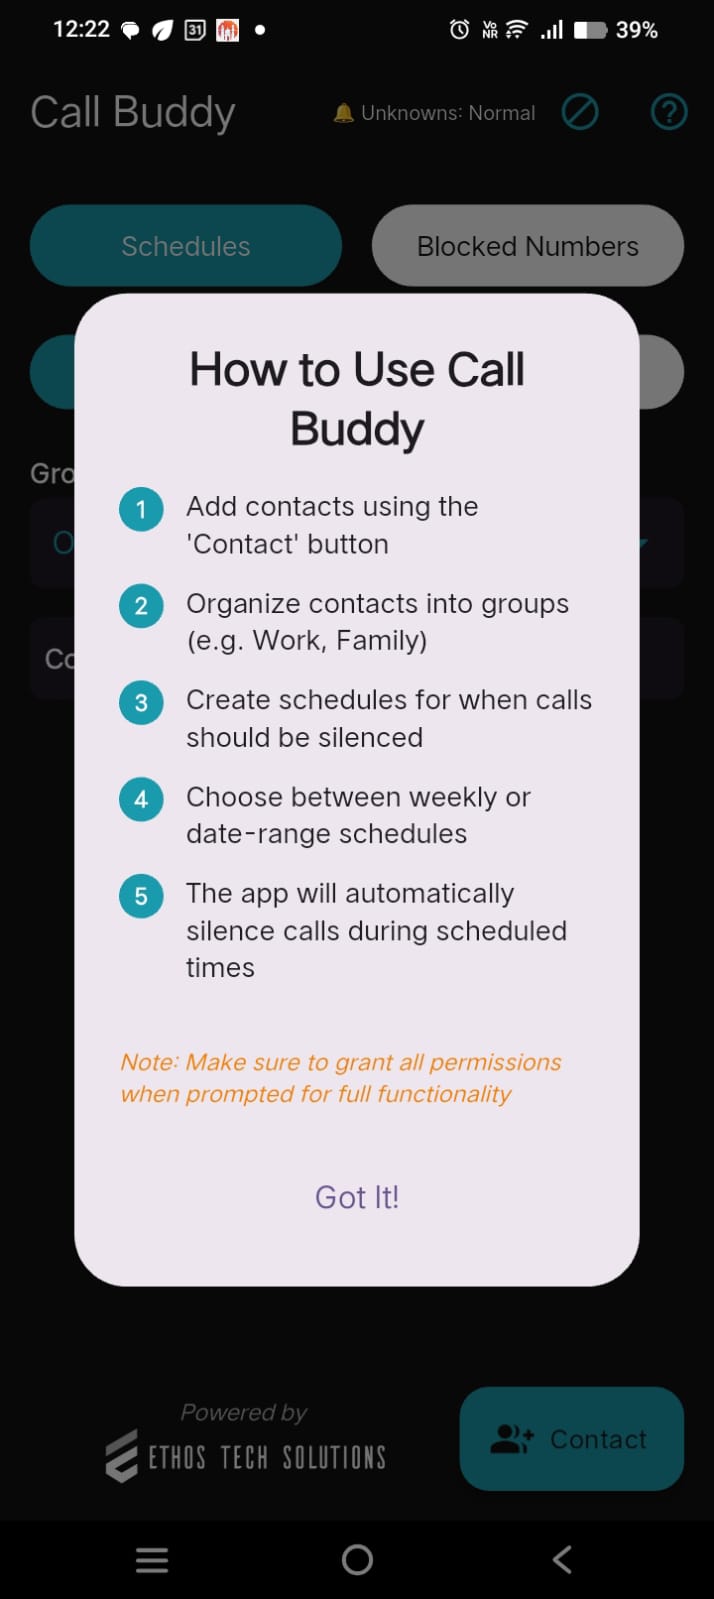 12:22
31
Vo
NR
39%
Call Buddy
🔔 Unknowns: Normal
?
Schedules
Blocked Numbers
How to Use Call
Buddy
1
Add contacts using the
'Contact' button
2
Organize contacts into groups
(e.g. Work, Family)
3
Create schedules for when calls
should be silenced
4
Choose between weekly or
date-range schedules
5
The app will automatically
silence calls during scheduled
times
Note: Make sure to grant all permissions
when prompted for full functionality
Got It!
Powered by
ETHOS TECH SOLUTIONS
Contact